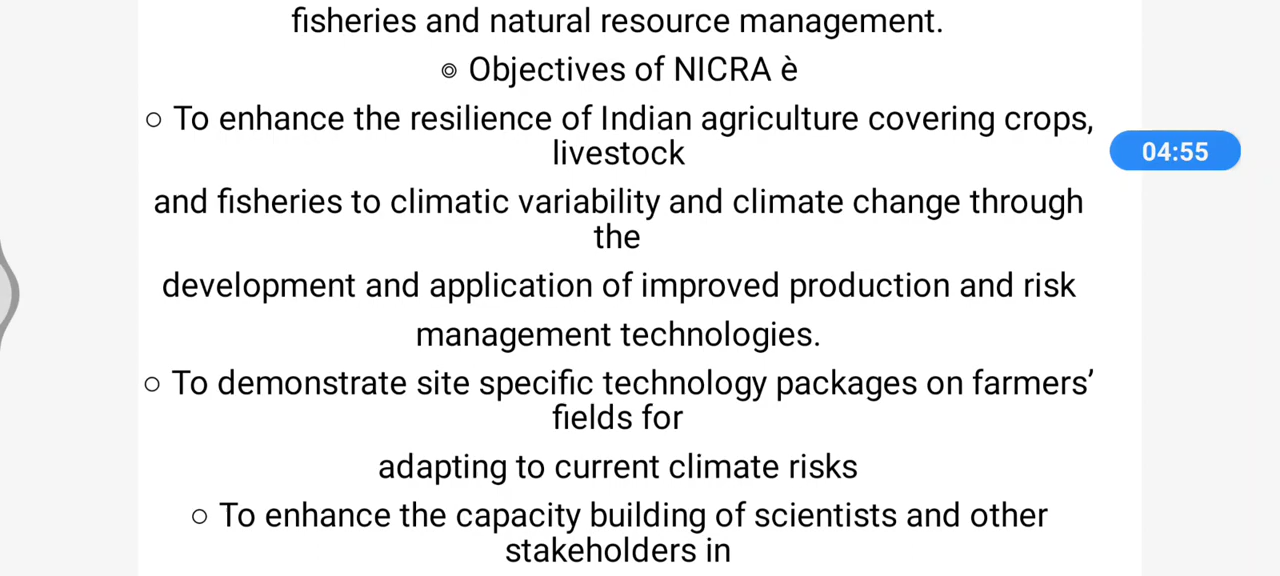 fisheries and natural resource management.
◎ Objectives of NICRA è
○ To enhance the resilience of Indian agriculture covering crops,
livestock
and fisheries to climatic variability and climate change through
the
development and application of improved production and risk
management technologies.
○ To demonstrate site specific technology packages on farmers’
fields for
adapting to current climate risks
○ To enhance the capacity building of scientists and other
stakeholders in
04:55